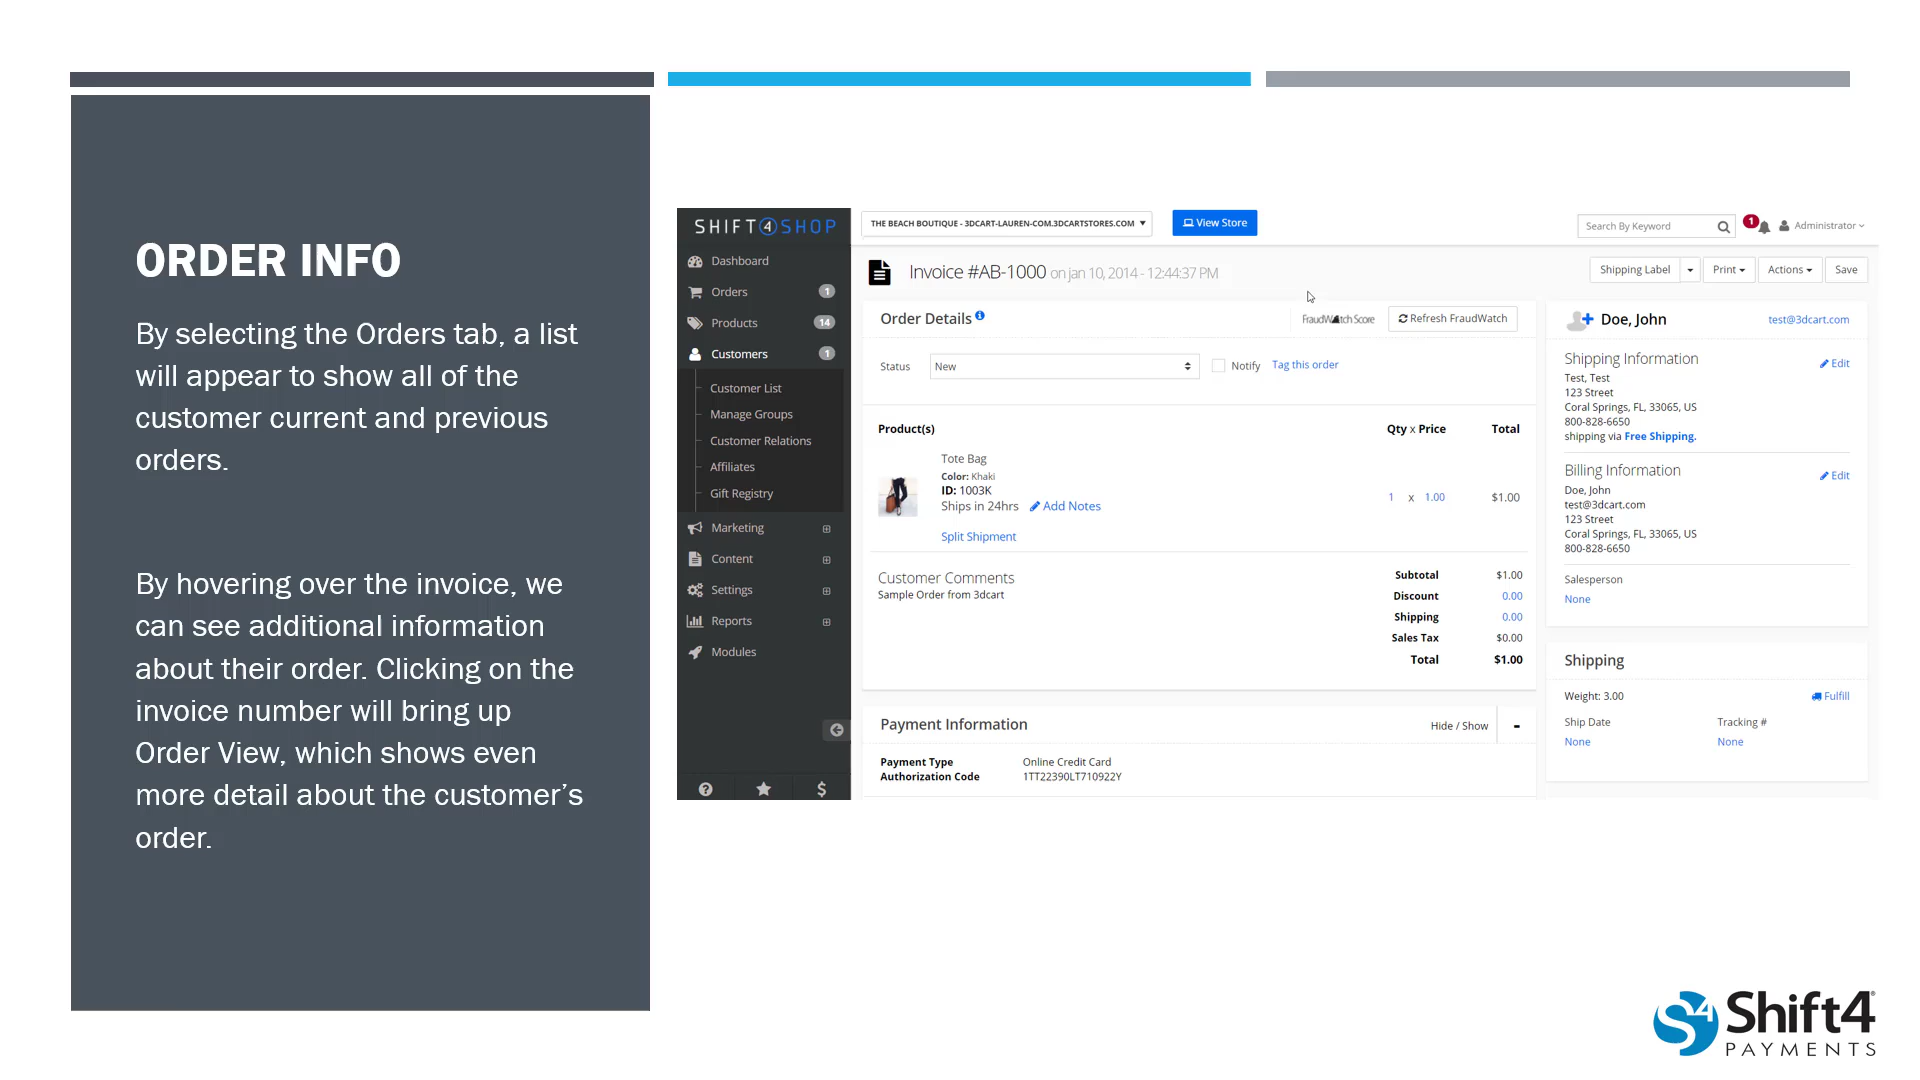 ORDER INFO
By selecting the Orders tab, a list
will appear to show all of the
customer current and previous
orders.
By hovering over the invoice, we
can see additional information
about their order. Clicking on the
invoice number will bring up
Order View, which shows even
more detail about the customer’s
order.
SHIFT4SHOP
THE BEACH BOUTIQUE - 3DCART-LAUREN-COM.3DCARTSTORES.COM
View Store
Search By Keyword
1
Administrator
Dashboard
Orders 1
Products 14
Customers 1
Customer List
Manage Groups
Customer Relations
Affiliates
Gift Registry
Marketing
Content
Settings
Reports
Modules
Invoice #AB-1000 on Jan 10, 2014 - 12:44:37 PM
Shipping Label
Print
Actions
Save
Order Details
FraudWatch Score
Refresh FraudWatch
Status New Notify Tag this order
Product(s) Qty x Price Total
Tote Bag
Color: Khaki
ID: 1003K
Ships in 24hrs Add Notes
1 x 1.00 $1.00
Split Shipment
Customer Comments
Sample Order from 3dcart
Subtotal $1.00
Discount 0.00
Shipping 0.00
Sales Tax $0.00
Total $1.00
Payment Information Hide / Show -
Payment Type Online Credit Card
Authorization Code 1TT22390LT710922Y
Doe, John test@3dcart.com
Shipping Information Edit
Test, Test
123 Street
Coral Springs, FL, 33065, US
800-828-6650
shipping via Free Shipping.
Billing Information Edit
Doe, John
test@3dcart.com
123 Street
Coral Springs, FL, 33065, US
800-828-6650
Salesperson
None
Shipping
Weight: 3.00 Fulfill
Ship Date Tracking #
None None
S4 Shift4®
PAYMENTS